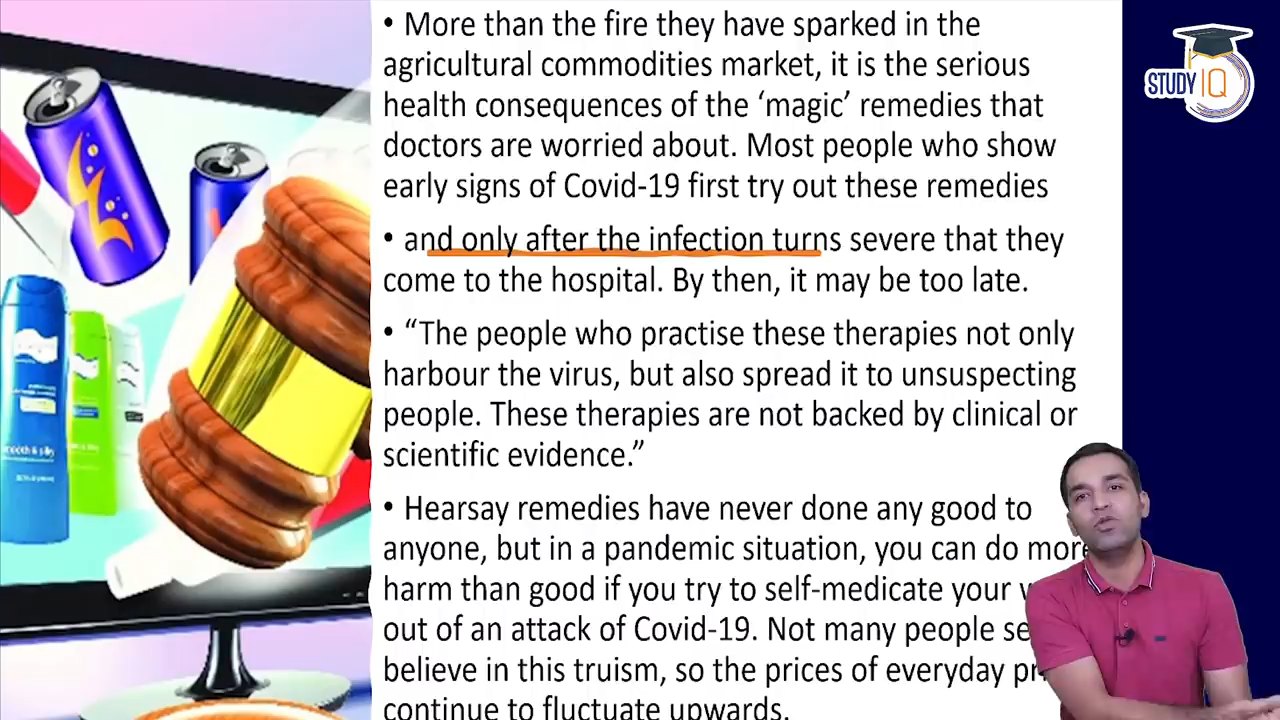 • More than the fire they have sparked in the
agricultural commodities market, it is the serious
health consequences of the ‘magic’ remedies that
doctors are worried about. Most people who show
early signs of Covid-19 first try out these remedies
• and only after the infection turns severe that they
come to the hospital. By then, it may be too late.
• “The people who practise these therapies not only
harbour the virus, but also spread it to unsuspecting
people. These therapies are not backed by clinical or
scientific evidence.”
• Hearsay remedies have never done any good to
anyone, but in a pandemic situation, you can do more
harm than good if you try to self-medicate your
out of an attack of Covid-19. Not many people
believe in this truism, so the prices of everyday
continue to fluctuate upwards.
STUDY IQ
smooth & silky